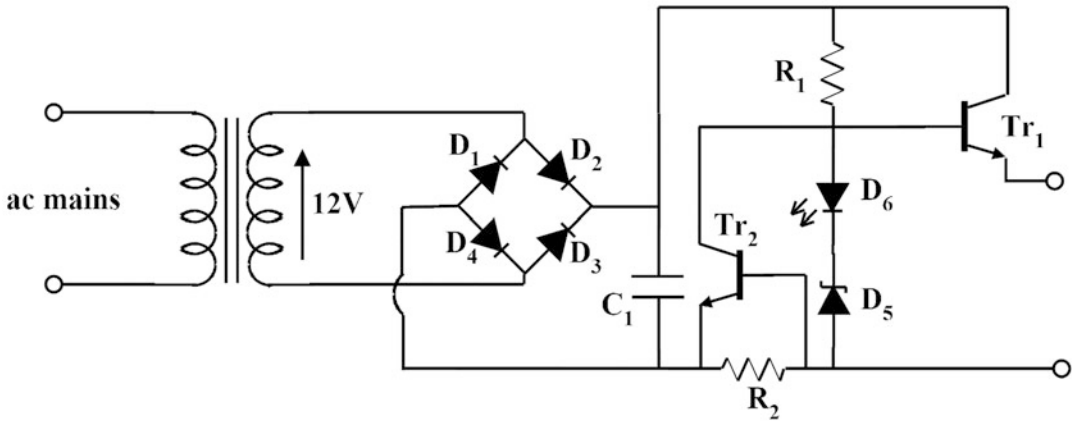 R₁
Tr₁
D₁
D₂
ac mains
12V
D₆
Tr₂
D₄
D₃
C₁
D₅
R₂